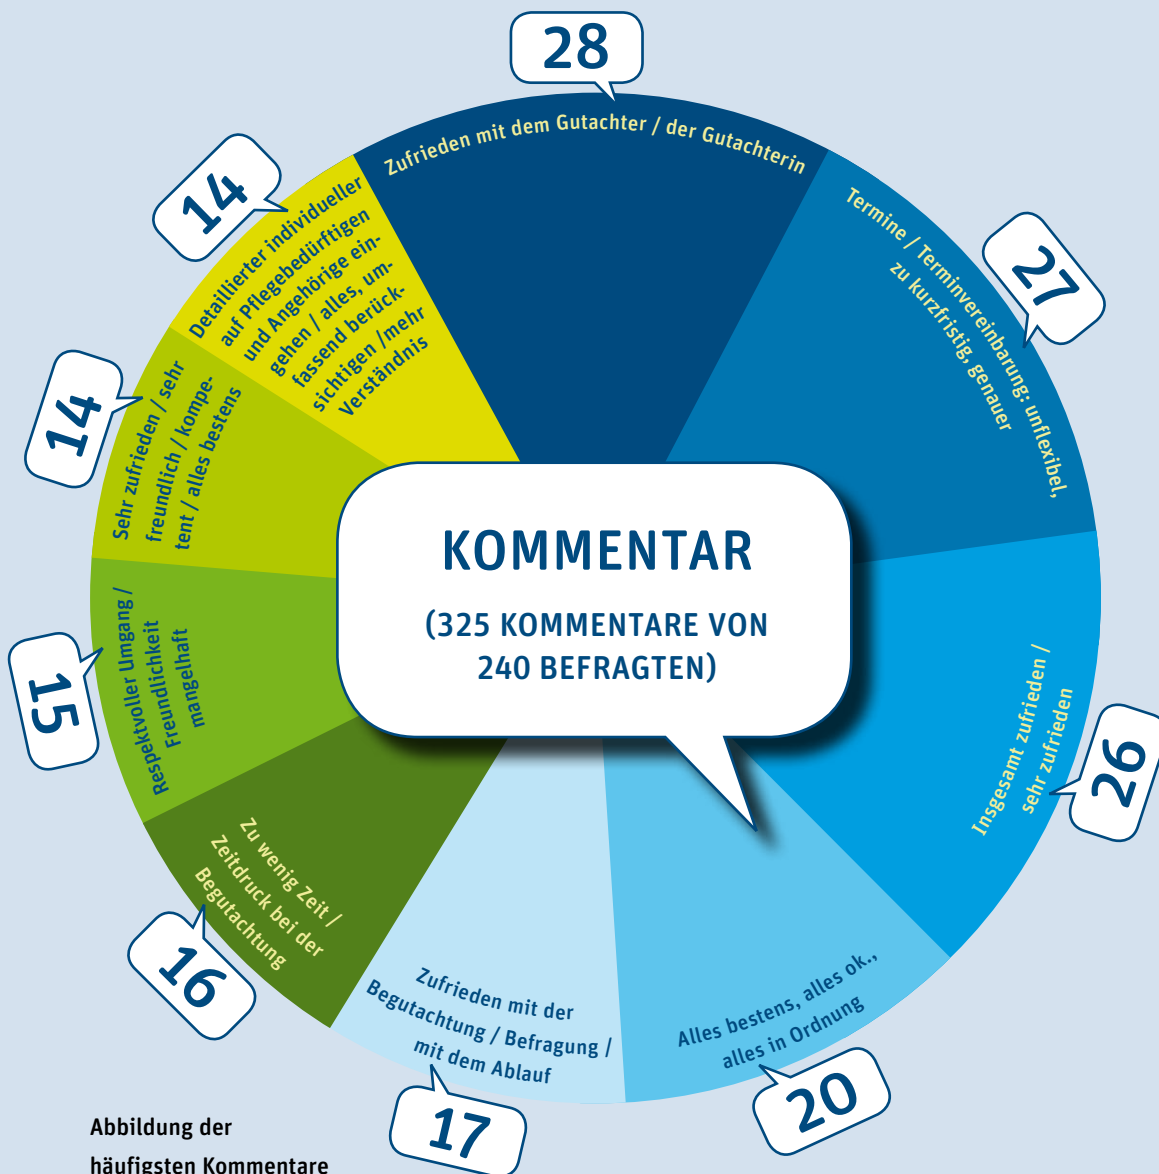 28
Zufrieden mit dem Gutachter / der Gutachterin
27
Termine / Terminvereinbarung: unflexibel,
zu kurzfristig, genauer
26
Insgesamt zufrieden /
sehr zufrieden
20
Alles bestens, alles ok.,
alles in Ordnung
17
Zufrieden mit der
Begutachtung / Befragung /
mit dem Ablauf
16
Zu wenig Zeit /
Zeitdruck bei der
Begutachtung
15
Respektvoller Umgang /
Freundlichkeit
mangelhaft
14
Sehr zufrieden / sehr
freundlich / kompe-
tent / alles bestens
14
Detaillierter individueller
auf Pflegebedürftigen
und Angehörige ein-
gehen / alles, um-
fassend berück-
sichtigen /mehr
Verständnis
KOMMENTAR
(325 KOMMENTARE VON
240 BEFRAGTEN)
Abbildung der
häufigsten Kommentare